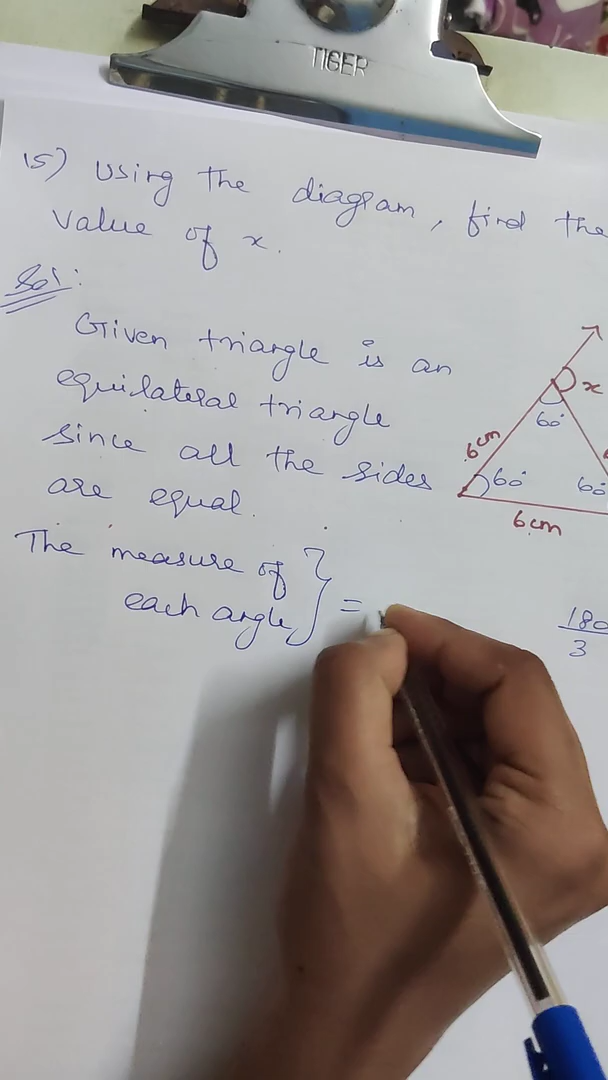 TIGER
15) Using the diagram, find the
value of x.
Sol:
Given triangle is an
equilateral triangle
since all the sides
are equal.
The measure of
each angle } =
x
60°
6cm
60°
60°
6cm
180
3